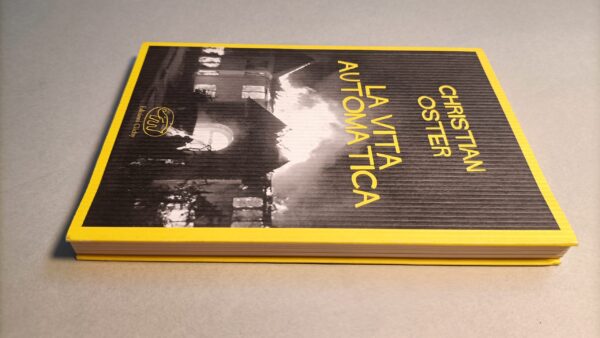 CHRISTIAN
OSTER
LA VITA
AUTOMATICA